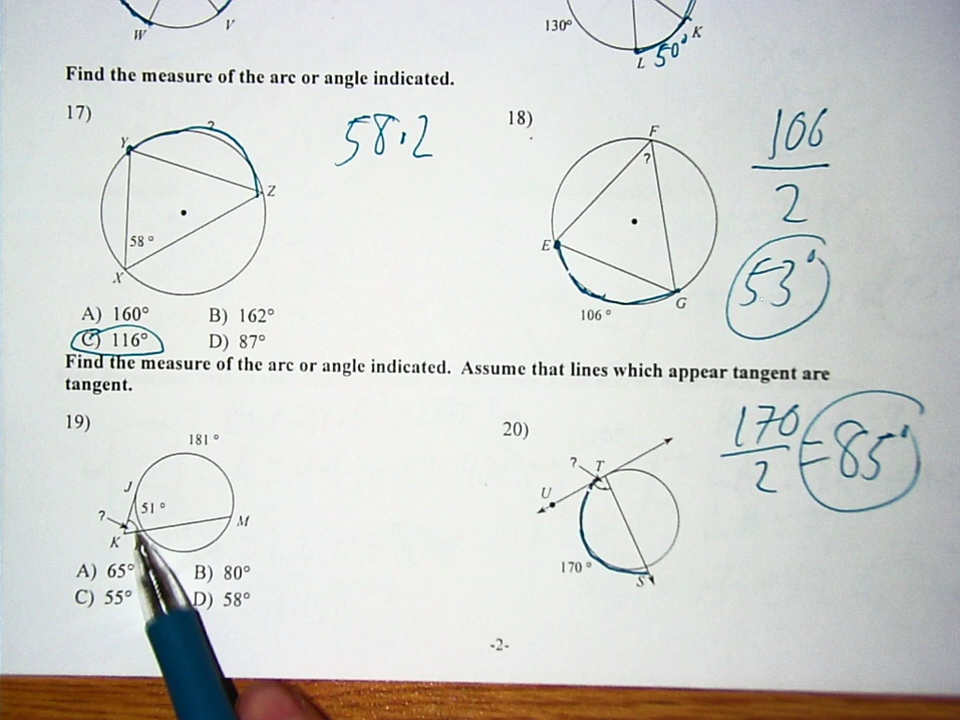 W V
130° K
L 50°
Find the measure of the arc or angle indicated.
17) 58·2 18) 106
?
Y
Z
58°
X
F
?
E
G
106°
2
53°
A) 160° B) 162°
C) 116° D) 87°
Find the measure of the arc or angle indicated. Assume that lines which appear tangent are
tangent.
19)
181°
J
51°
?
K
M
A) 65° B) 80°
C) 55° D) 58°
20)
? T
U
170°
S
170
2
= 85°
-2-